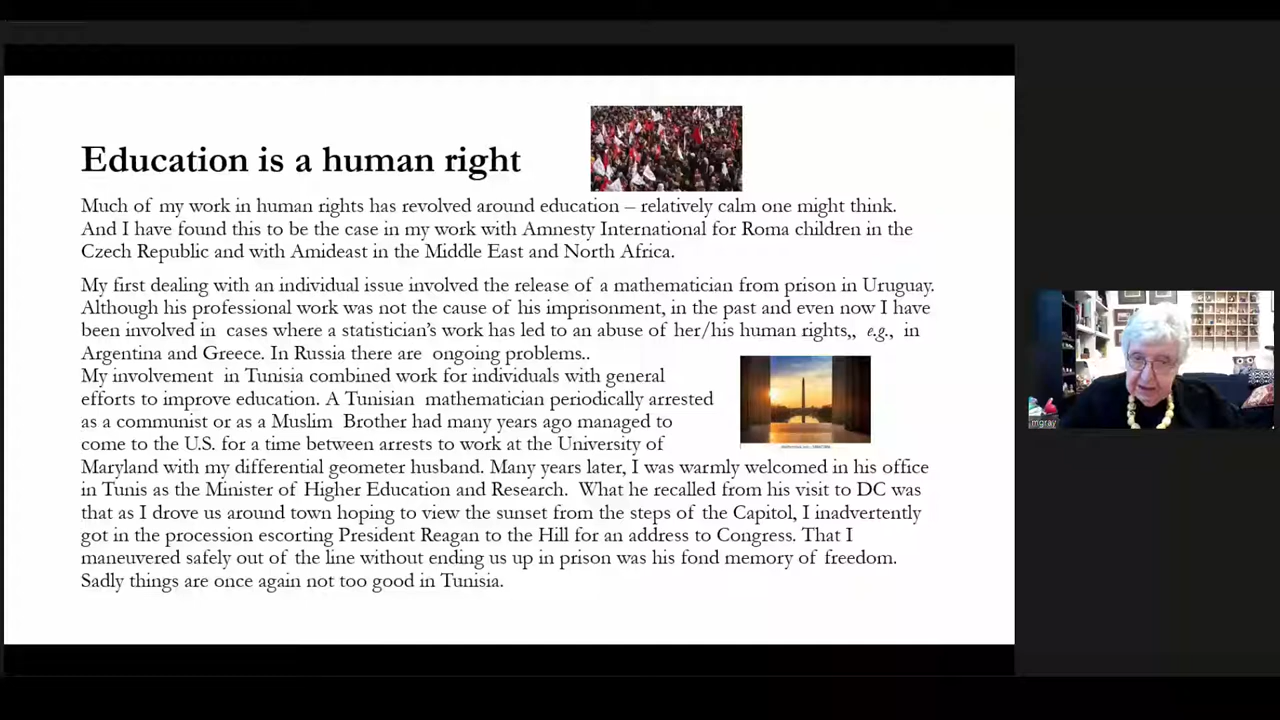 Education is a human right
Much of my work in human rights has revolved around education – relatively calm one might think.
And I have found this to be the case in my work with Amnesty International for Roma children in the
Czech Republic and with Amideast in the Middle East and North Africa.
My first dealing with an individual issue involved the release of a mathematician from prison in Uruguay.
Although his professional work was not the cause of his imprisonment, in the past and even now I have
been involved in cases where a statistician's work has led to an abuse of her/his human rights,, e.g., in
Argentina and Greece. In Russia there are ongoing problems..
My involvement in Tunisia combined work for individuals with general
efforts to improve education. A Tunisian mathematician periodically arrested
as a communist or as a Muslim Brother had many years ago managed to
come to the U.S. for a time between arrests to work at the University of
Maryland with my differential geometer husband. Many years later, I was warmly welcomed in his office
in Tunis as the Minister of Higher Education and Research. What he recalled from his visit to DC was
that as I drove us around town hoping to view the sunset from the steps of the Capitol, I inadvertently
got in the procession escorting President Reagan to the Hill for an address to Congress. That I
maneuvered safely out of the line without ending us up in prison was his fond memory of freedom.
Sadly things are once again not too good in Tunisia.
mgray